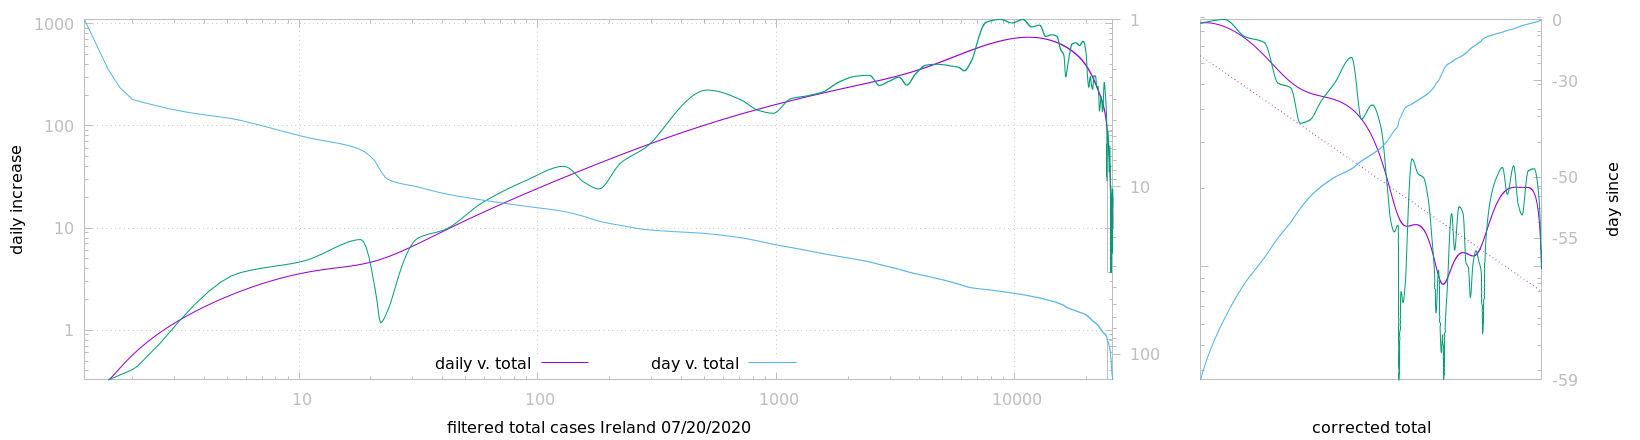 1000
100
10
1
daily increase
10
100
1000
10000
1
10
100
daily v. total
day v. total
filtered total cases Ireland 07/20/2020
0
-30
-50
-55
-59
day since
corrected total